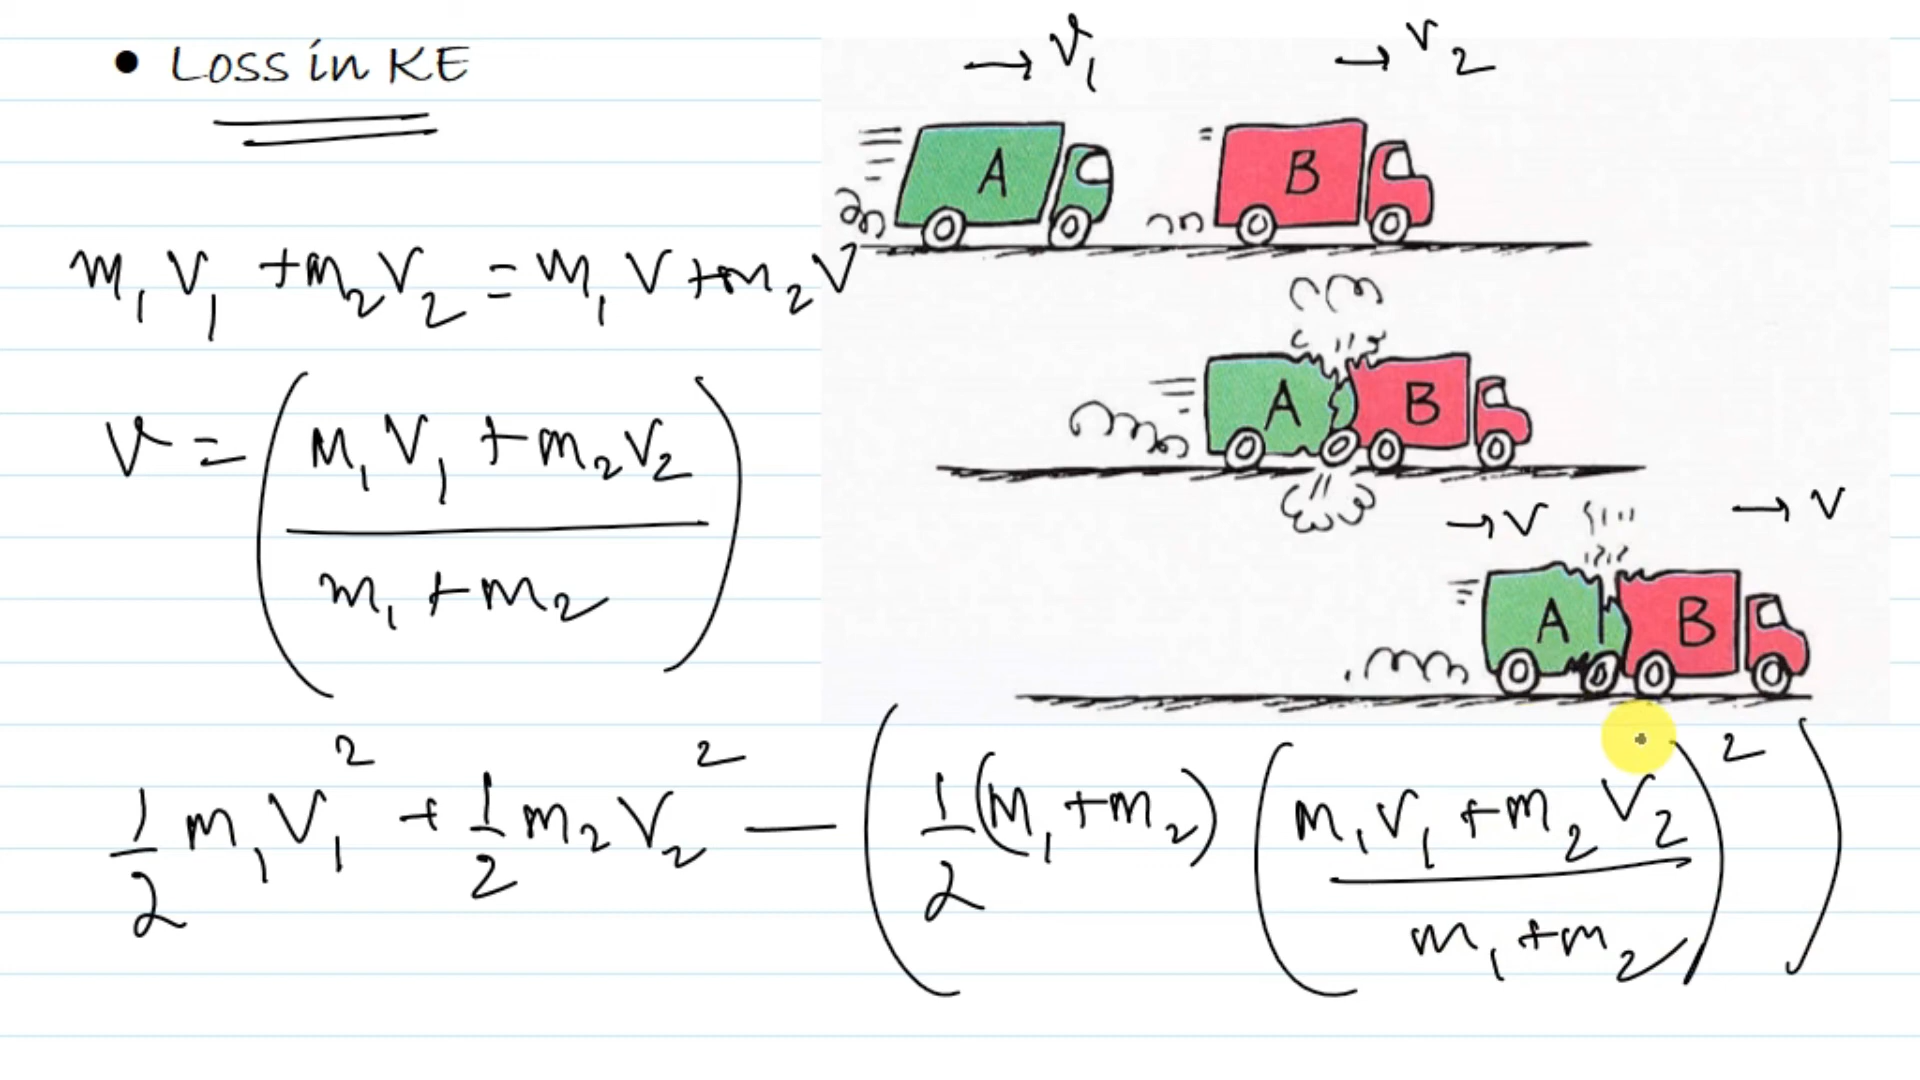 • Loss in KE
→ V₁
→ V₂
A
B
m₁V₁ + m₂V₂ = m₁V + m₂V
A
B
V = (m₁V₁ + m₂V₂ / m₁ + m₂)
→ V
→ V
A
B
1/2 m₁V₁² + 1/2 m₂V₂² — (1/2 (m₁ + m₂) (m₁V₁ + m₂V₂ / m₁ + m₂)²)